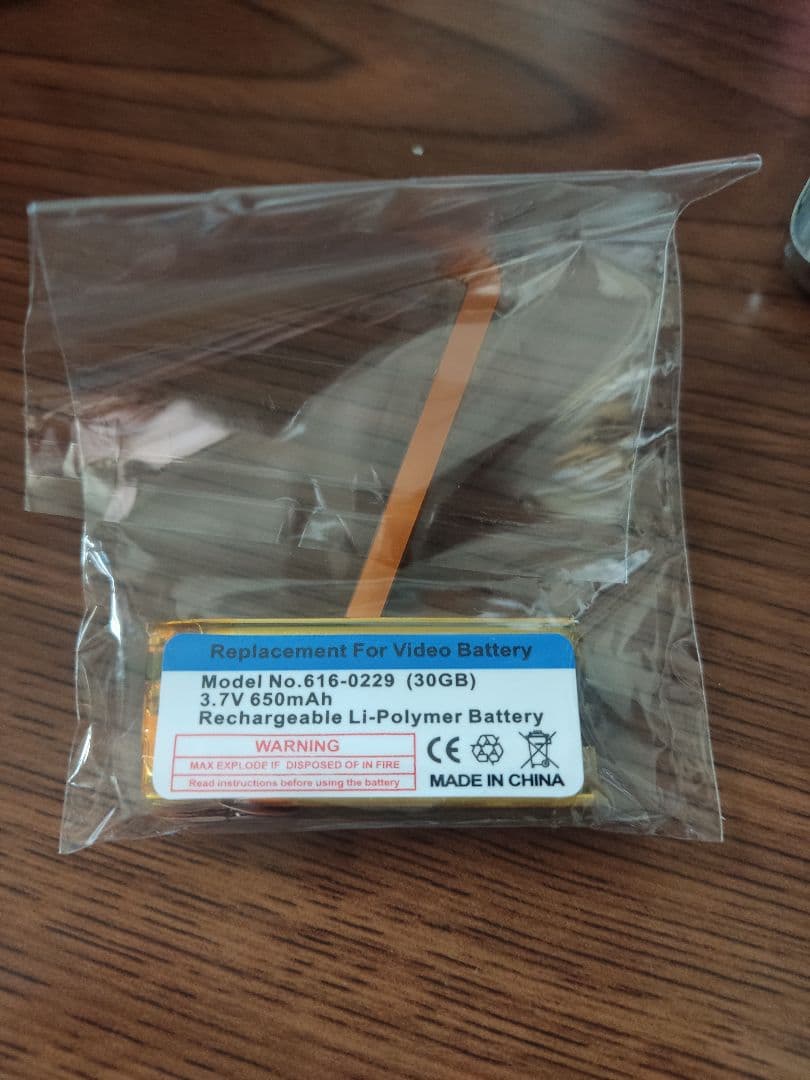 Replacement For Video Battery
Model No.616-0229 (30GB)
3.7V 650mAh
Rechargeable Li-Polymer Battery
WARNING
MAX EXPLODE IF DISPOSED OF IN FIRE
Read instructions before using the battery
CE
MADE IN CHINA